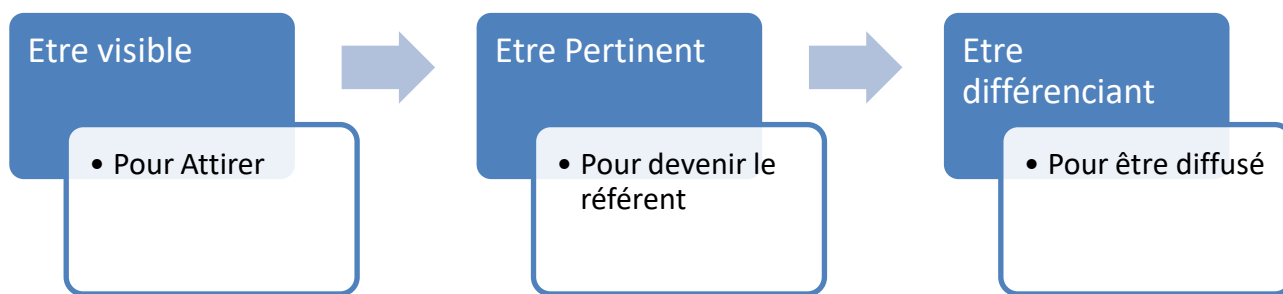 Etre visible
• Pour Attirer
Etre Pertinent
• Pour devenir le
référent
Etre
différenciant
• Pour être diffusé